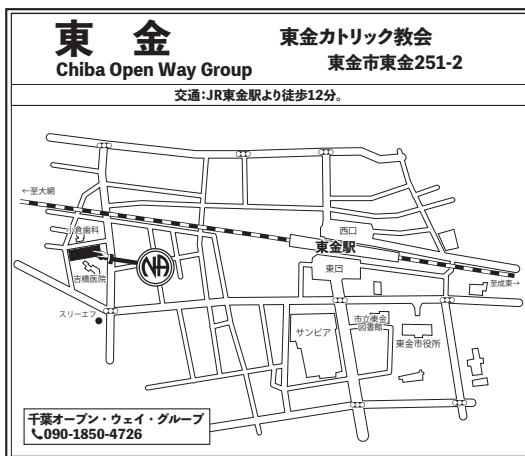 東 金
Chiba Open Way Group
東金カトリック教会
東金市東金251-2
交通:JR東金駅より徒歩12分。
←至大網
小倉歯科
西口
東金駅
NA
東口
吉橋医院
至成東→
スリーエフ
サンピア
市立東金
図書館
東金市役所
千葉オープン・ウェイ・グループ
090-1850-4726